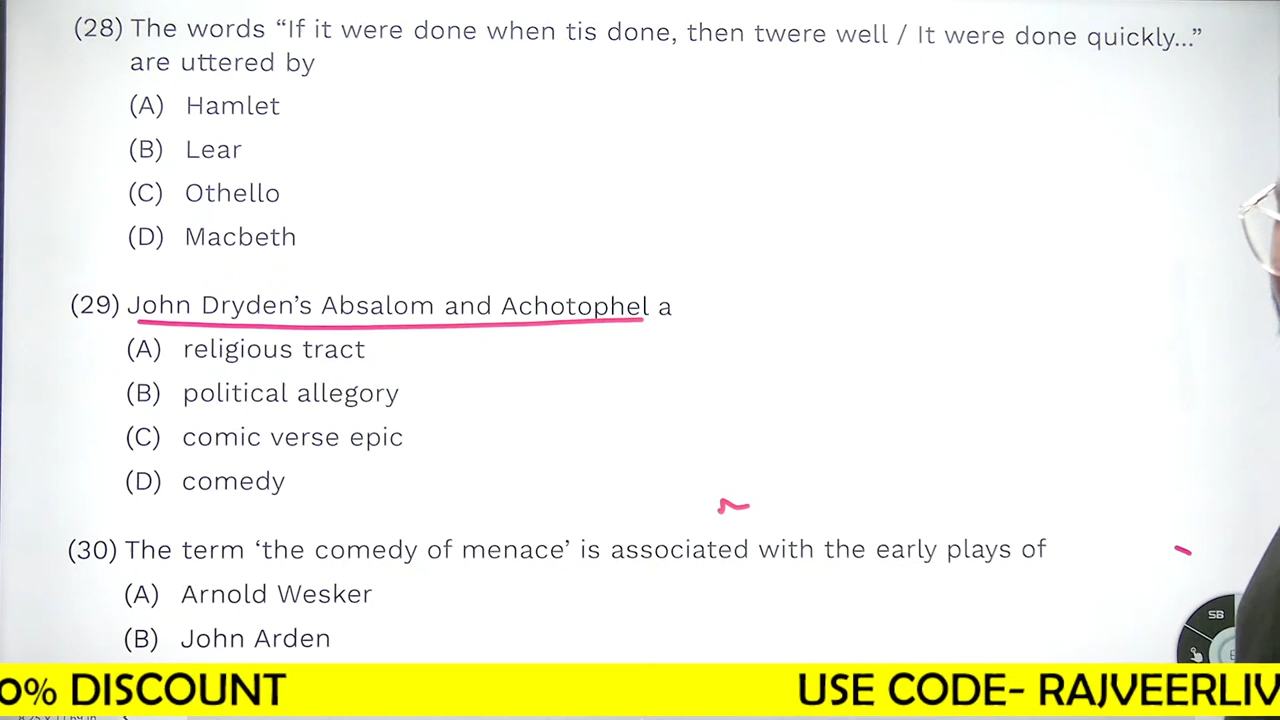 (28) The words “If it were done when tis done, then twere well / It were done quickly...”
are uttered by
(A) Hamlet
(B) Lear
(C) Othello
(D) Macbeth
(29) John Dryden’s Absalom and Achotophel a
(A) religious tract
(B) political allegory
(C) comic verse epic
(D) comedy
(30) The term ‘the comedy of menace’ is associated with the early plays of
(A) Arnold Wesker
(B) John Arden
SB
0% DISCOUNT USE CODE- RAJVEERLIV